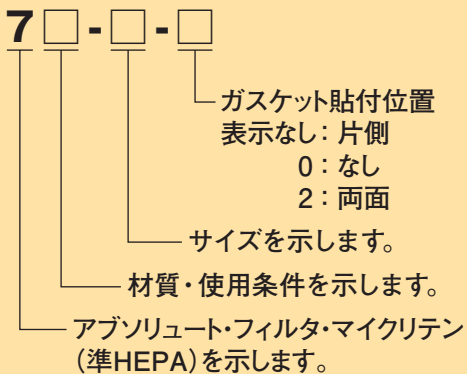 7□-□-□
ガスケット貼付位置
表示なし：片側
0：なし
2：両面
サイズを示します。
材質・使用条件を示します。
アブソリュート・フィルタ・マイクリテン
（準HEPA）を示します。